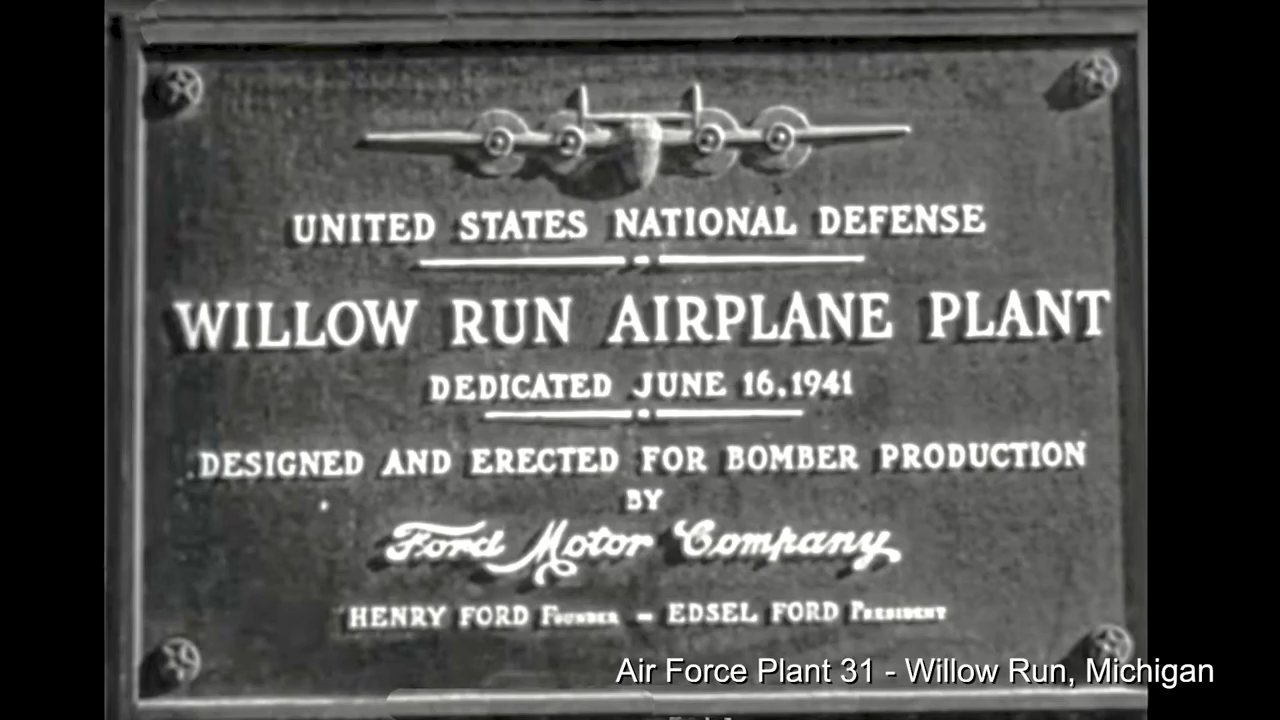 UNITED STATES NATIONAL DEFENSE
WILLOW RUN AIRPLANE PLANT
DEDICATED JUNE 16, 1941
DESIGNED AND ERECTED FOR BOMBER PRODUCTION
BY
Ford Motor Company
HENRY FORD FOUNDER – EDSEL FORD PRESIDENT
Air Force Plant 31 - Willow Run, Michigan